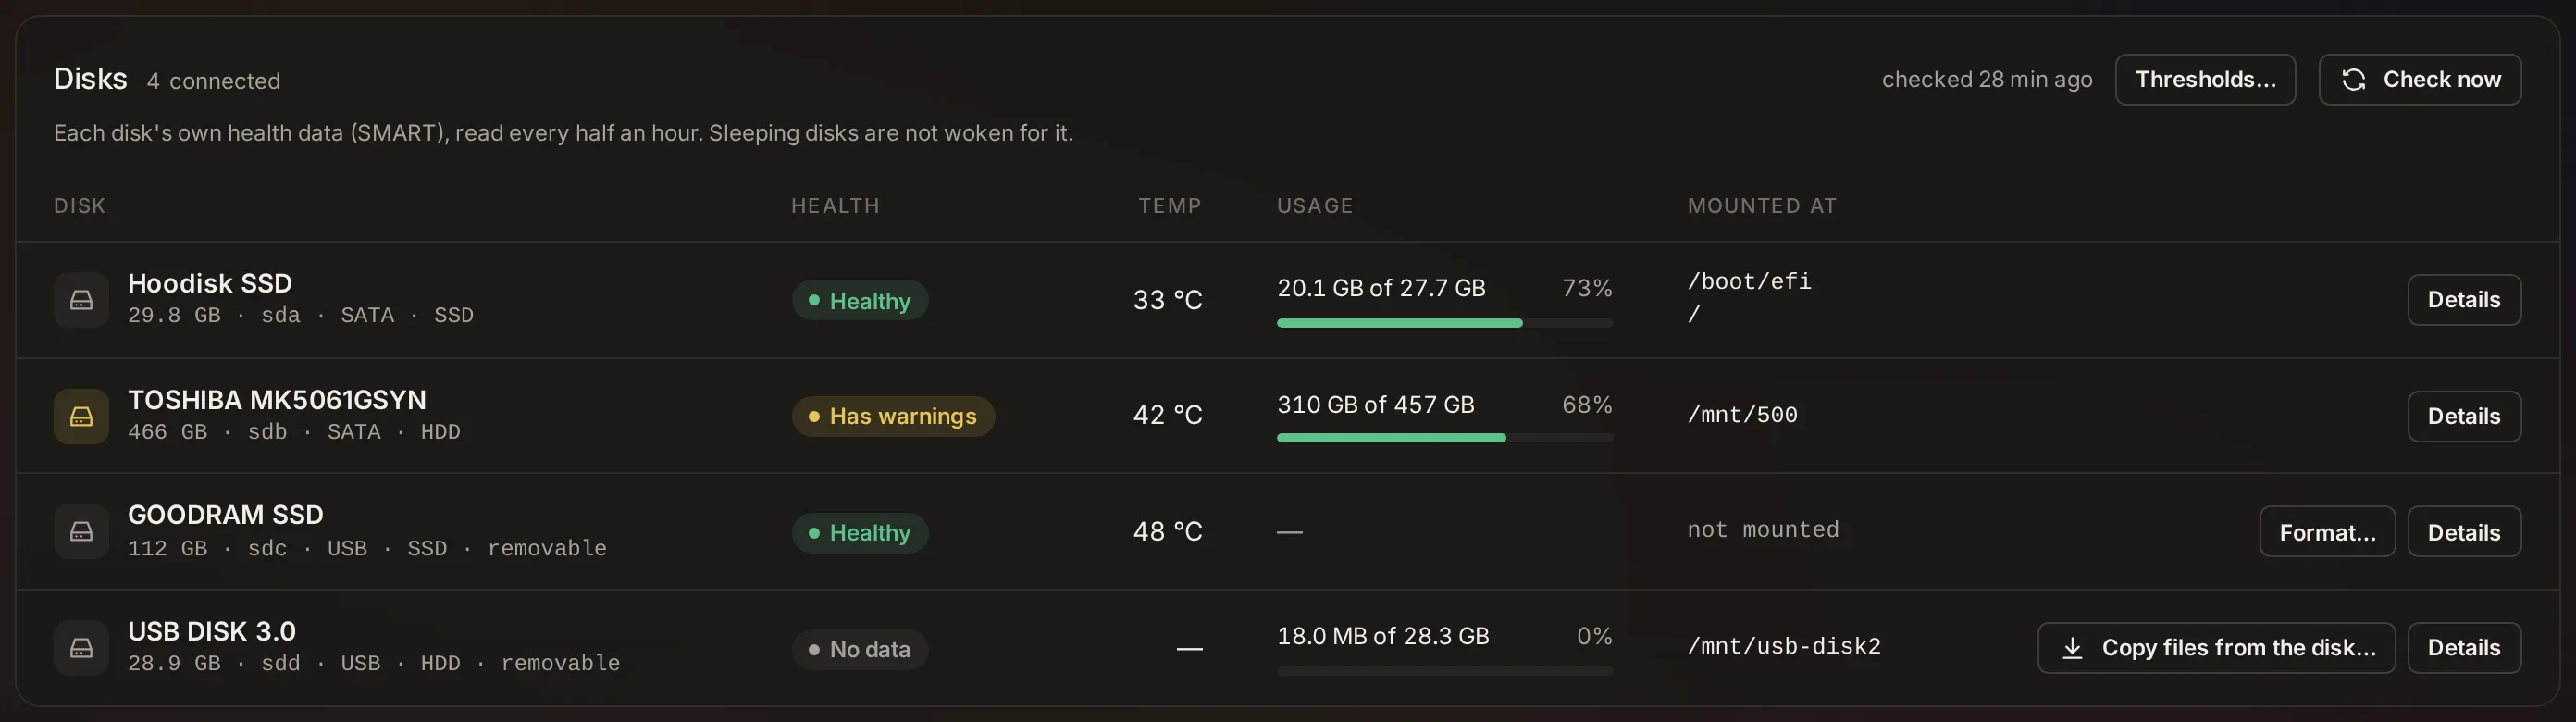 Disks 4 connected checked 28 min ago Thresholds... Check now
Each disk's own health data (SMART), read every half an hour. Sleeping disks are not woken for it.
DISK HEALTH TEMP USAGE MOUNTED AT
Hoodisk SSD
29.8 GB · sda · SATA · SSD
Healthy
33 °C
20.1 GB of 27.7 GB 73%
/boot/efi
/
Details
TOSHIBA MK5061GSYN
466 GB · sdb · SATA · HDD
Has warnings
42 °C
310 GB of 457 GB 68%
/mnt/500
Details
GOODRAM SSD
112 GB · sdc · USB · SSD · removable
Healthy
48 °C
—
not mounted
Format...
Details
USB DISK 3.0
28.9 GB · sdd · USB · HDD · removable
No data
—
18.0 MB of 28.3 GB 0%
/mnt/usb-disk2
Copy files from the disk...
Details